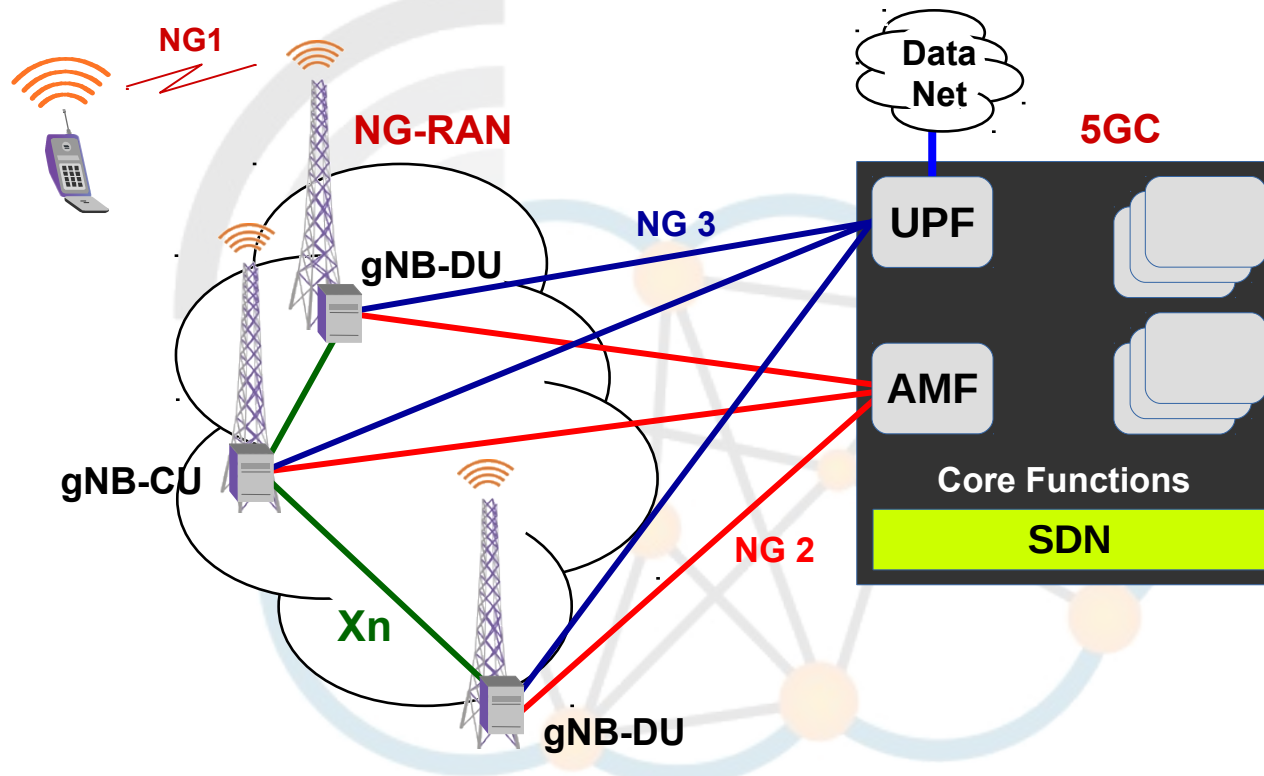 NG1
Data
Net
NG-RAN
5GC
NG 3
UPF
gNB-DU
AMF
gNB-CU
Core Functions
SDN
NG 2
Xn
gNB-DU